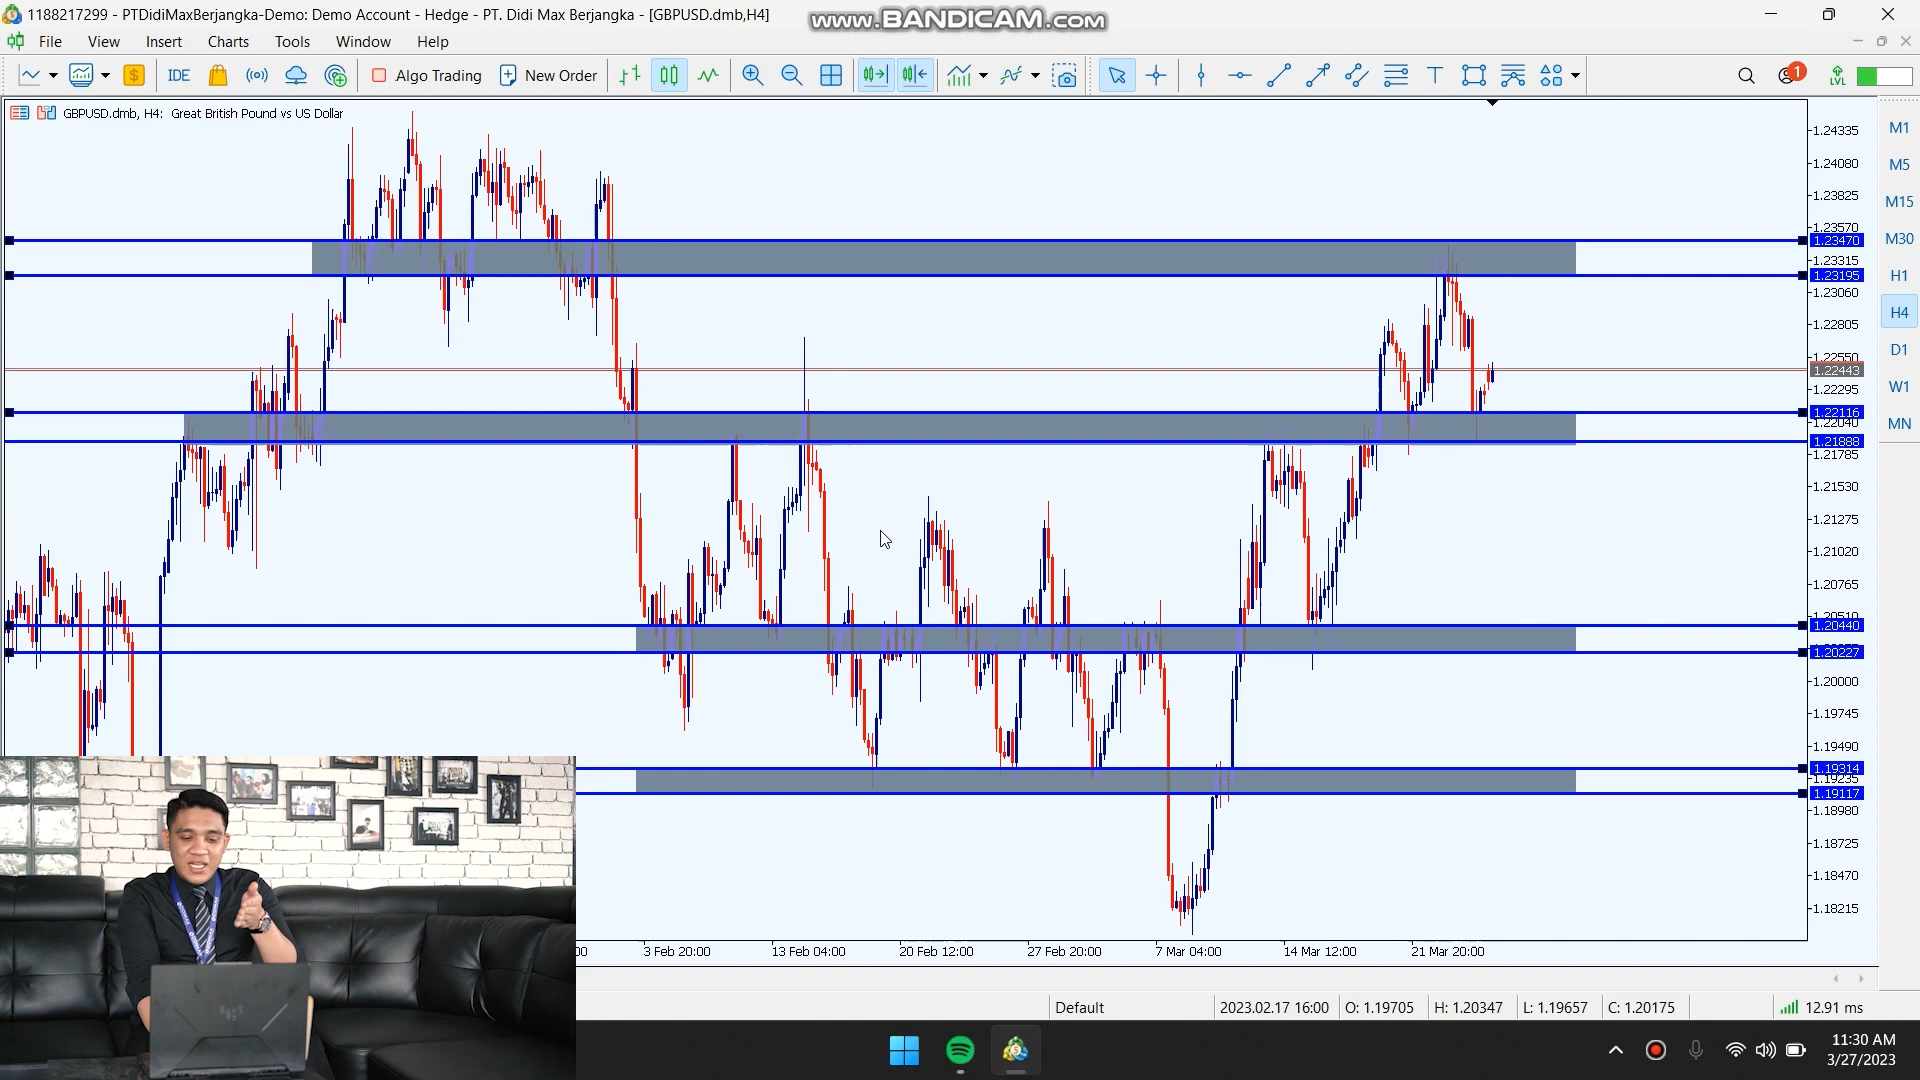 1188217299 - PTDidiMaxBerjangka-Demo: Demo Account - Hedge - PT. Didi Max Berjangka - [GBPUSD.dmb,H4]
www.BANDICAM.com
File View Insert Charts Tools Window Help
IDE Algo Trading New Order
1
LVL
GBPUSD.dmb, H4: Great British Pound vs US Dollar
1.24335
1.24080
1.23825
1.23570
1.23470
1.23315
1.23195
1.23060
1.22805
1.22550
1.22443
1.22295
1.22116
1.22040
1.21888
1.21785
1.21530
1.21275
1.21020
1.20765
1.20510
1.20440
1.20227
1.20000
1.19745
1.19490
1.19314
1.19235
1.19117
1.18980
1.18725
1.18470
1.18215
M1
M5
M15
M30
H1
H4
D1
W1
MN
00 3 Feb 20:00 13 Feb 04:00 20 Feb 12:00 27 Feb 20:00 7 Mar 04:00 14 Mar 12:00 21 Mar 20:00
Default 2023.02.17 16:00 O: 1.19705 H: 1.20347 L: 1.19657 C: 1.20175 12.91 ms
11:30 AM
3/27/2023